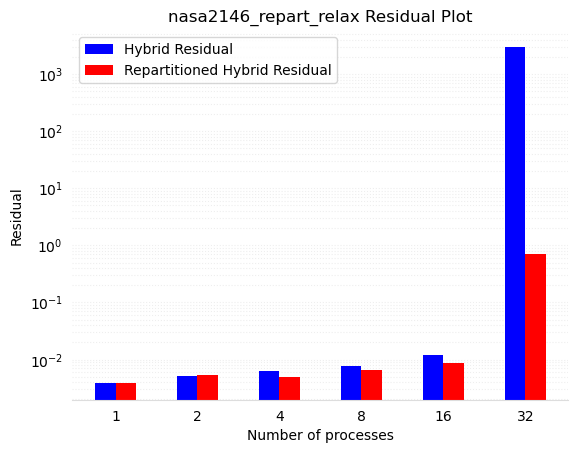 nasa2146_repart_relax Residual Plot
Hybrid Residual
Repartitioned Hybrid Residual
Residual
10³
10²
10¹
10⁰
10⁻¹
10⁻²
1 2 4 8 16 32
Number of processes